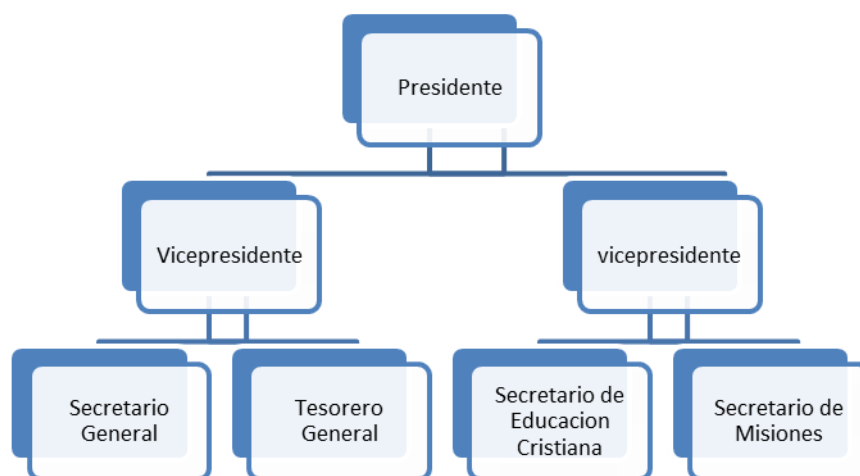 Presidente
Vicepresidente
vicepresidente
Secretario
General
Tesorero
General
Secretario de
Educacion
Cristiana
Secretario de
Misiones